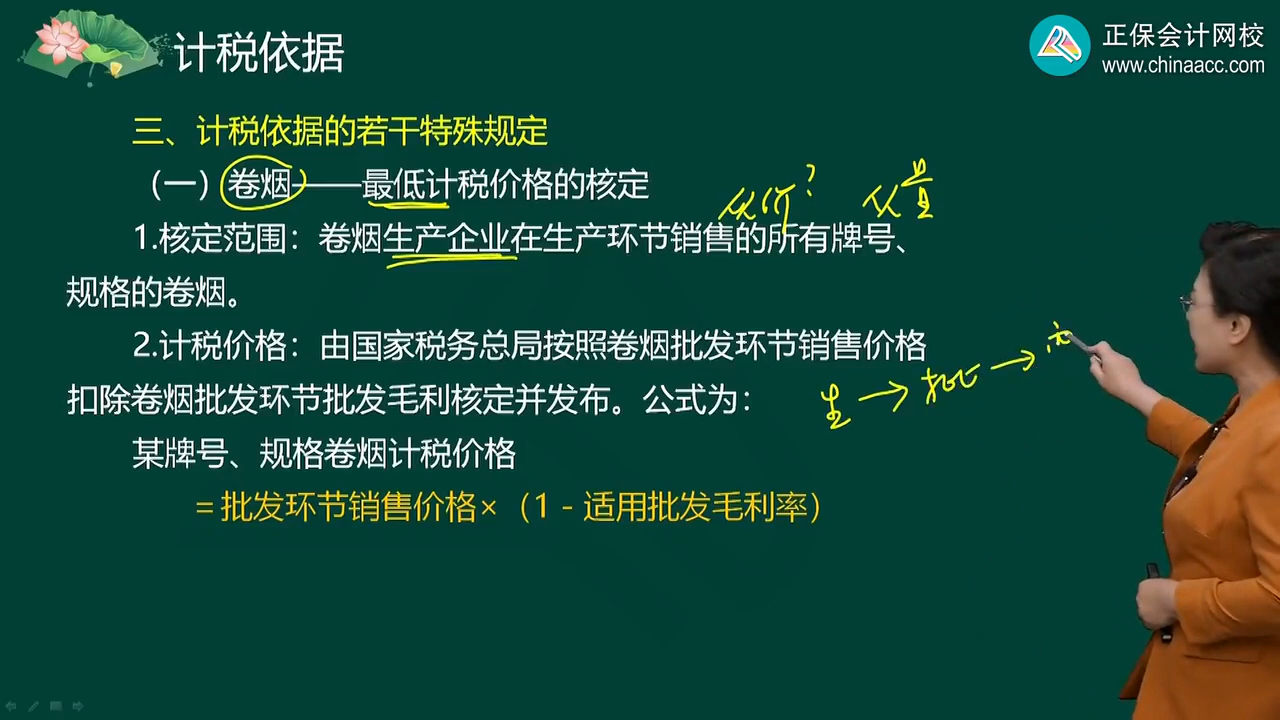 计税依据
正保会计网校
www.chinaacc.com
三、计税依据的若干特殊规定
（一）卷烟——最低计税价格的核定
从价？ 从量
1.核定范围：卷烟生产企业在生产环节销售的所有牌号、
规格的卷烟。
2.计税价格：由国家税务总局按照卷烟批发环节销售价格
扣除卷烟批发环节批发毛利核定并发布。公式为：
生→批→
某牌号、规格卷烟计税价格
＝批发环节销售价格×（1－适用批发毛利率）